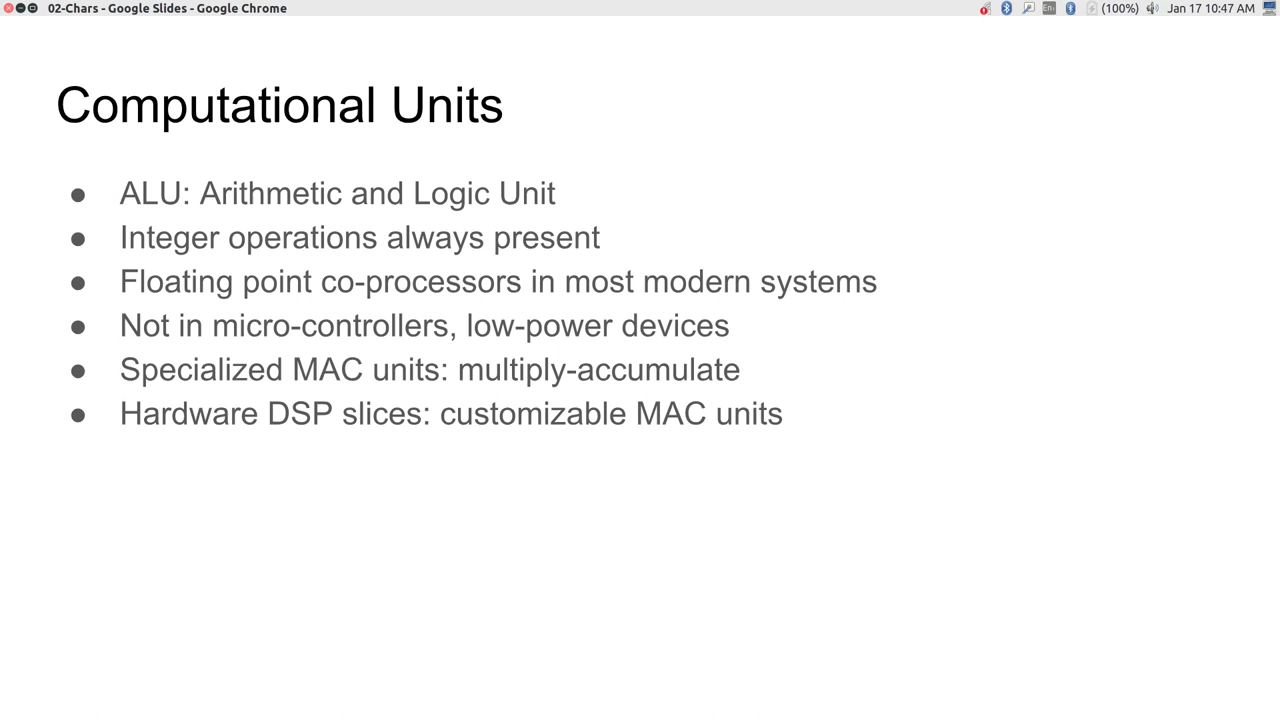 02-Chars - Google Slides - Google Chrome
En (100%) Jan 17 10:47 AM
Computational Units
● ALU: Arithmetic and Logic Unit
● Integer operations always present
● Floating point co-processors in most modern systems
● Not in micro-controllers, low-power devices
● Specialized MAC units: multiply-accumulate
● Hardware DSP slices: customizable MAC units